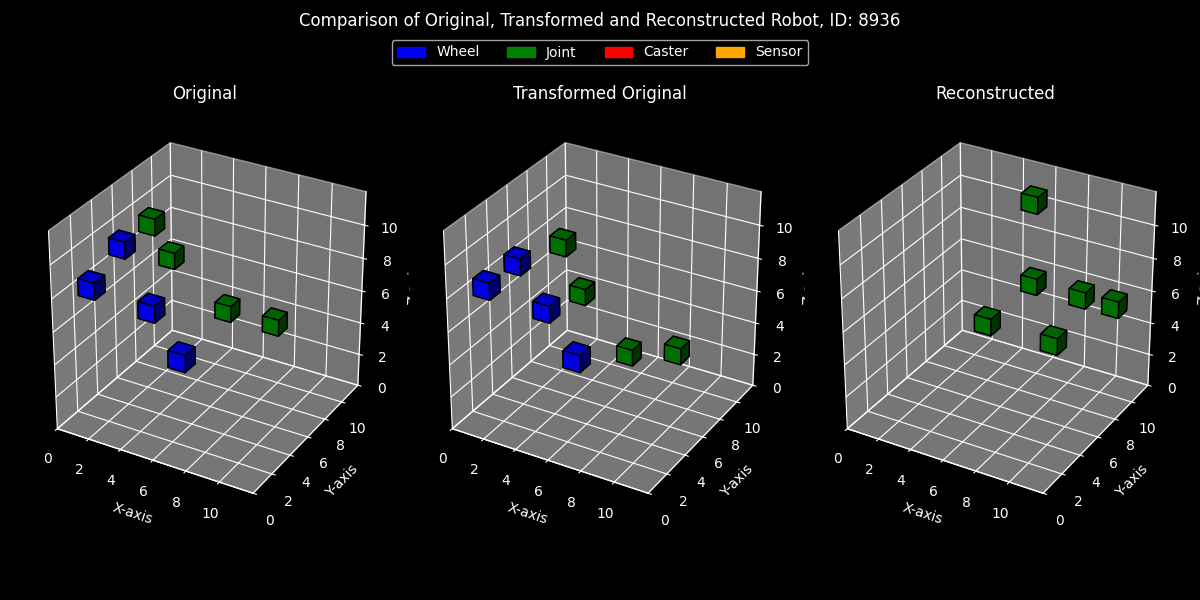 Comparison of Original, Transformed and Reconstructed Robot, ID: 8936
Wheel Joint Caster Sensor
Original Transformed Original Reconstructed
10 10 10
8 8 8
6 6 6
4 4 4
2 2 2
0 0 0
0 2 4 6 8 10 0 2 4 6 8 10 0 2 4 6 8 10
X-axis X-axis X-axis
0 2 4 6 8 10 0 2 4 6 8 10 0 2 4 6 8 10
Y-axis Y-axis Y-axis